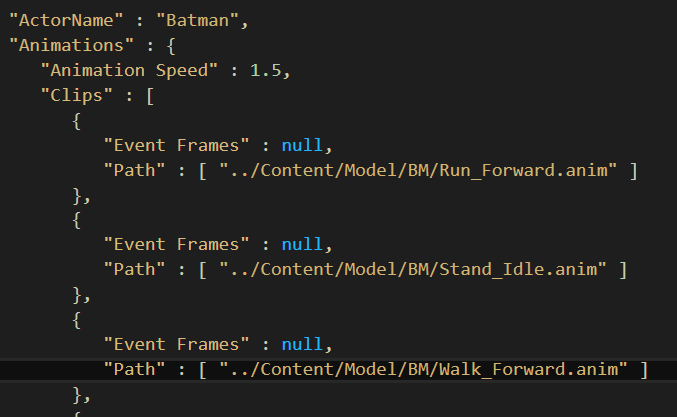 "ActorName" : "Batman",
"Animations" : {
"Animation Speed" : 1.5,
"Clips" : [
{
"Event Frames" : null,
"Path" : [ "../Content/Model/BM/Run_Forward.anim" ]
},
{
"Event Frames" : null,
"Path" : [ "../Content/Model/BM/Stand_Idle.anim" ]
},
{
"Event Frames" : null,
"Path" : [ "../Content/Model/BM/Walk_Forward.anim" ]
},
{